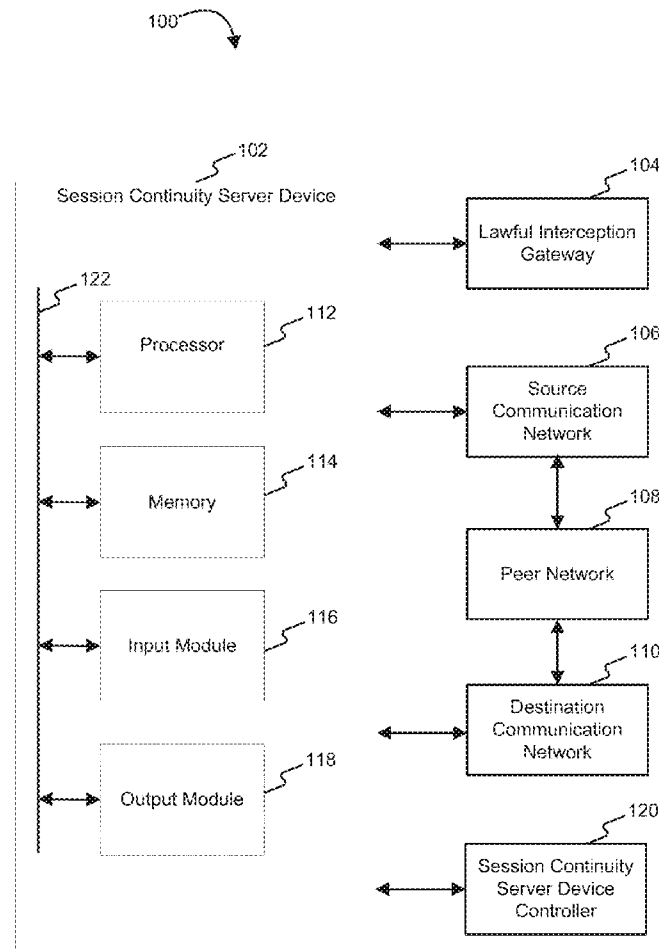 100
102
Session Continuity Server Device
104
Lawful Interception
Gateway
122
112
Processor
106
Source
Communication
Network
114
Memory
108
Peer Network
116
Input Module
110
Destination
Communication
Network
118
Output Module
120
Session Continuity
Server Device
Controller